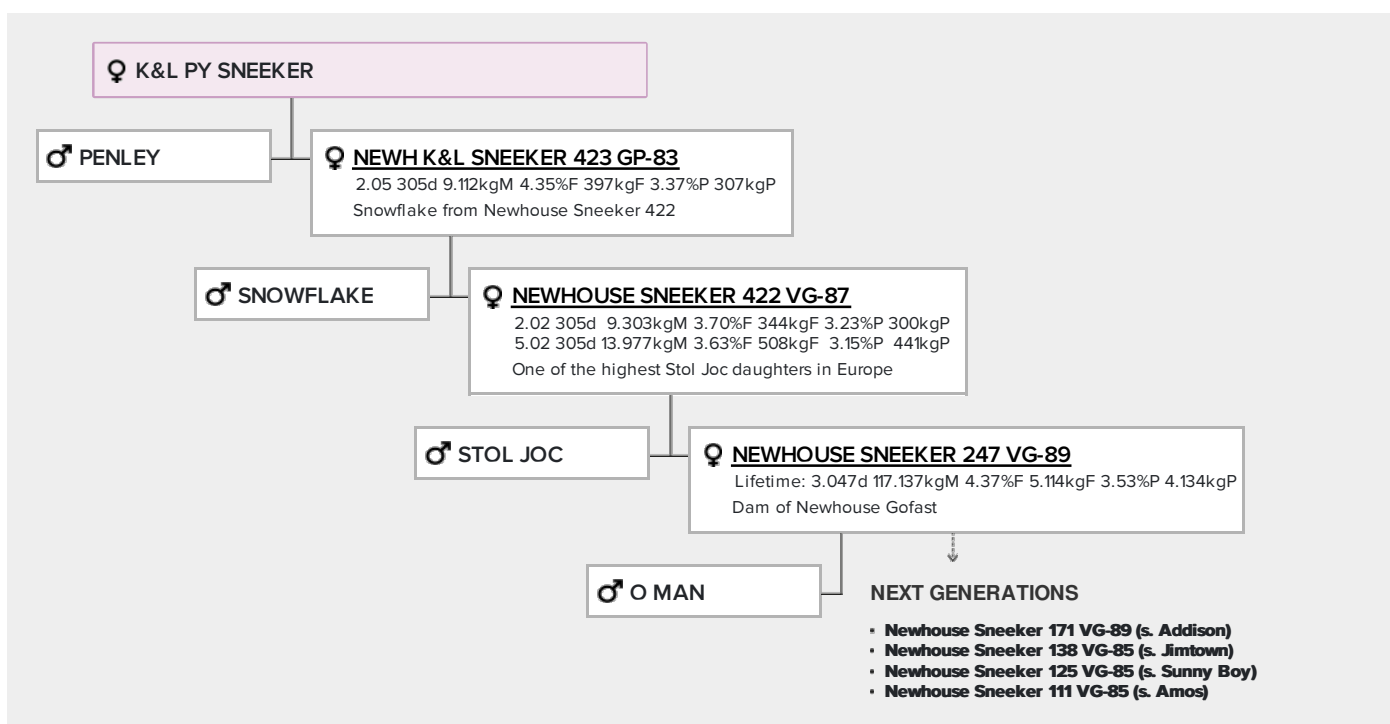 ♀ K&L PY SNEEKER
♂ PENLEY
♀ NEWH K&L SNEEKER 423 GP-83
2.05 305d 9.112kgM 4.35%F 397kgF 3.37%P 307kgP
Snowflake from Newhouse Sneeker 422
♂ SNOWFLAKE
♀ NEWHOUSE SNEEKER 422 VG-87
2.02 305d 9.303kgM 3.70%F 344kgF 3.23%P 300kgP
5.02 305d 13.977kgM 3.63%F 508kgF 3.15%P 441kgP
One of the highest Stol Joc daughters in Europe
♂ STOL JOC
♀ NEWHOUSE SNEEKER 247 VG-89
Lifetime: 3.047d 117.137kgM 4.37%F 5.114kgF 3.53%P 4.134kgP
Dam of Newhouse Gofast
♂ O MAN
NEXT GENERATIONS
• Newhouse Sneeker 171 VG-89 (s. Addison)
• Newhouse Sneeker 138 VG-85 (s. Jimtown)
• Newhouse Sneeker 125 VG-85 (s. Sunny Boy)
• Newhouse Sneeker 111 VG-85 (s. Amos)